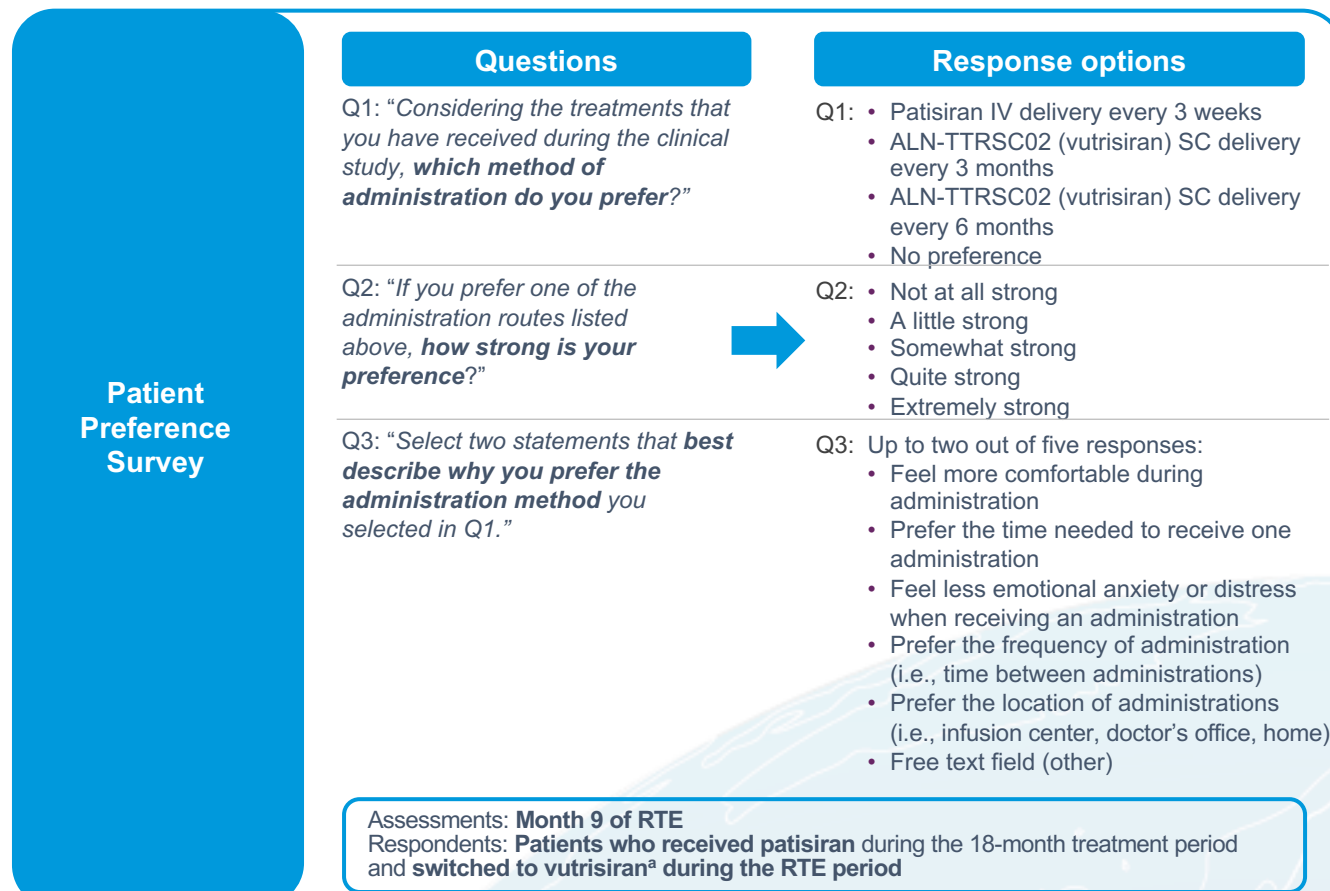 Patient
Preference
Survey
Questions
Response options
Q1: “Considering the treatments that
you have received during the clinical
study, which method of
administration do you prefer?”
Q1: • Patisiran IV delivery every 3 weeks
• ALN-TTRSC02 (vutrisiran) SC delivery
every 3 months
• ALN-TTRSC02 (vutrisiran) SC delivery
every 6 months
• No preference
Q2: “If you prefer one of the
administration routes listed
above, how strong is your
preference?”
Q2: • Not at all strong
• A little strong
• Somewhat strong
• Quite strong
• Extremely strong
Q3: “Select two statements that best
describe why you prefer the
administration method you
selected in Q1.”
Q3: Up to two out of five responses:
• Feel more comfortable during
administration
• Prefer the time needed to receive one
administration
• Feel less emotional anxiety or distress
when receiving an administration
• Prefer the frequency of administration
(i.e., time between administrations)
• Prefer the location of administrations
(i.e., infusion center, doctor’s office, home)
• Free text field (other)
Assessments: Month 9 of RTE
Respondents: Patients who received patisiran during the 18-month treatment period
and switched to vutrisiranᵃ during the RTE period